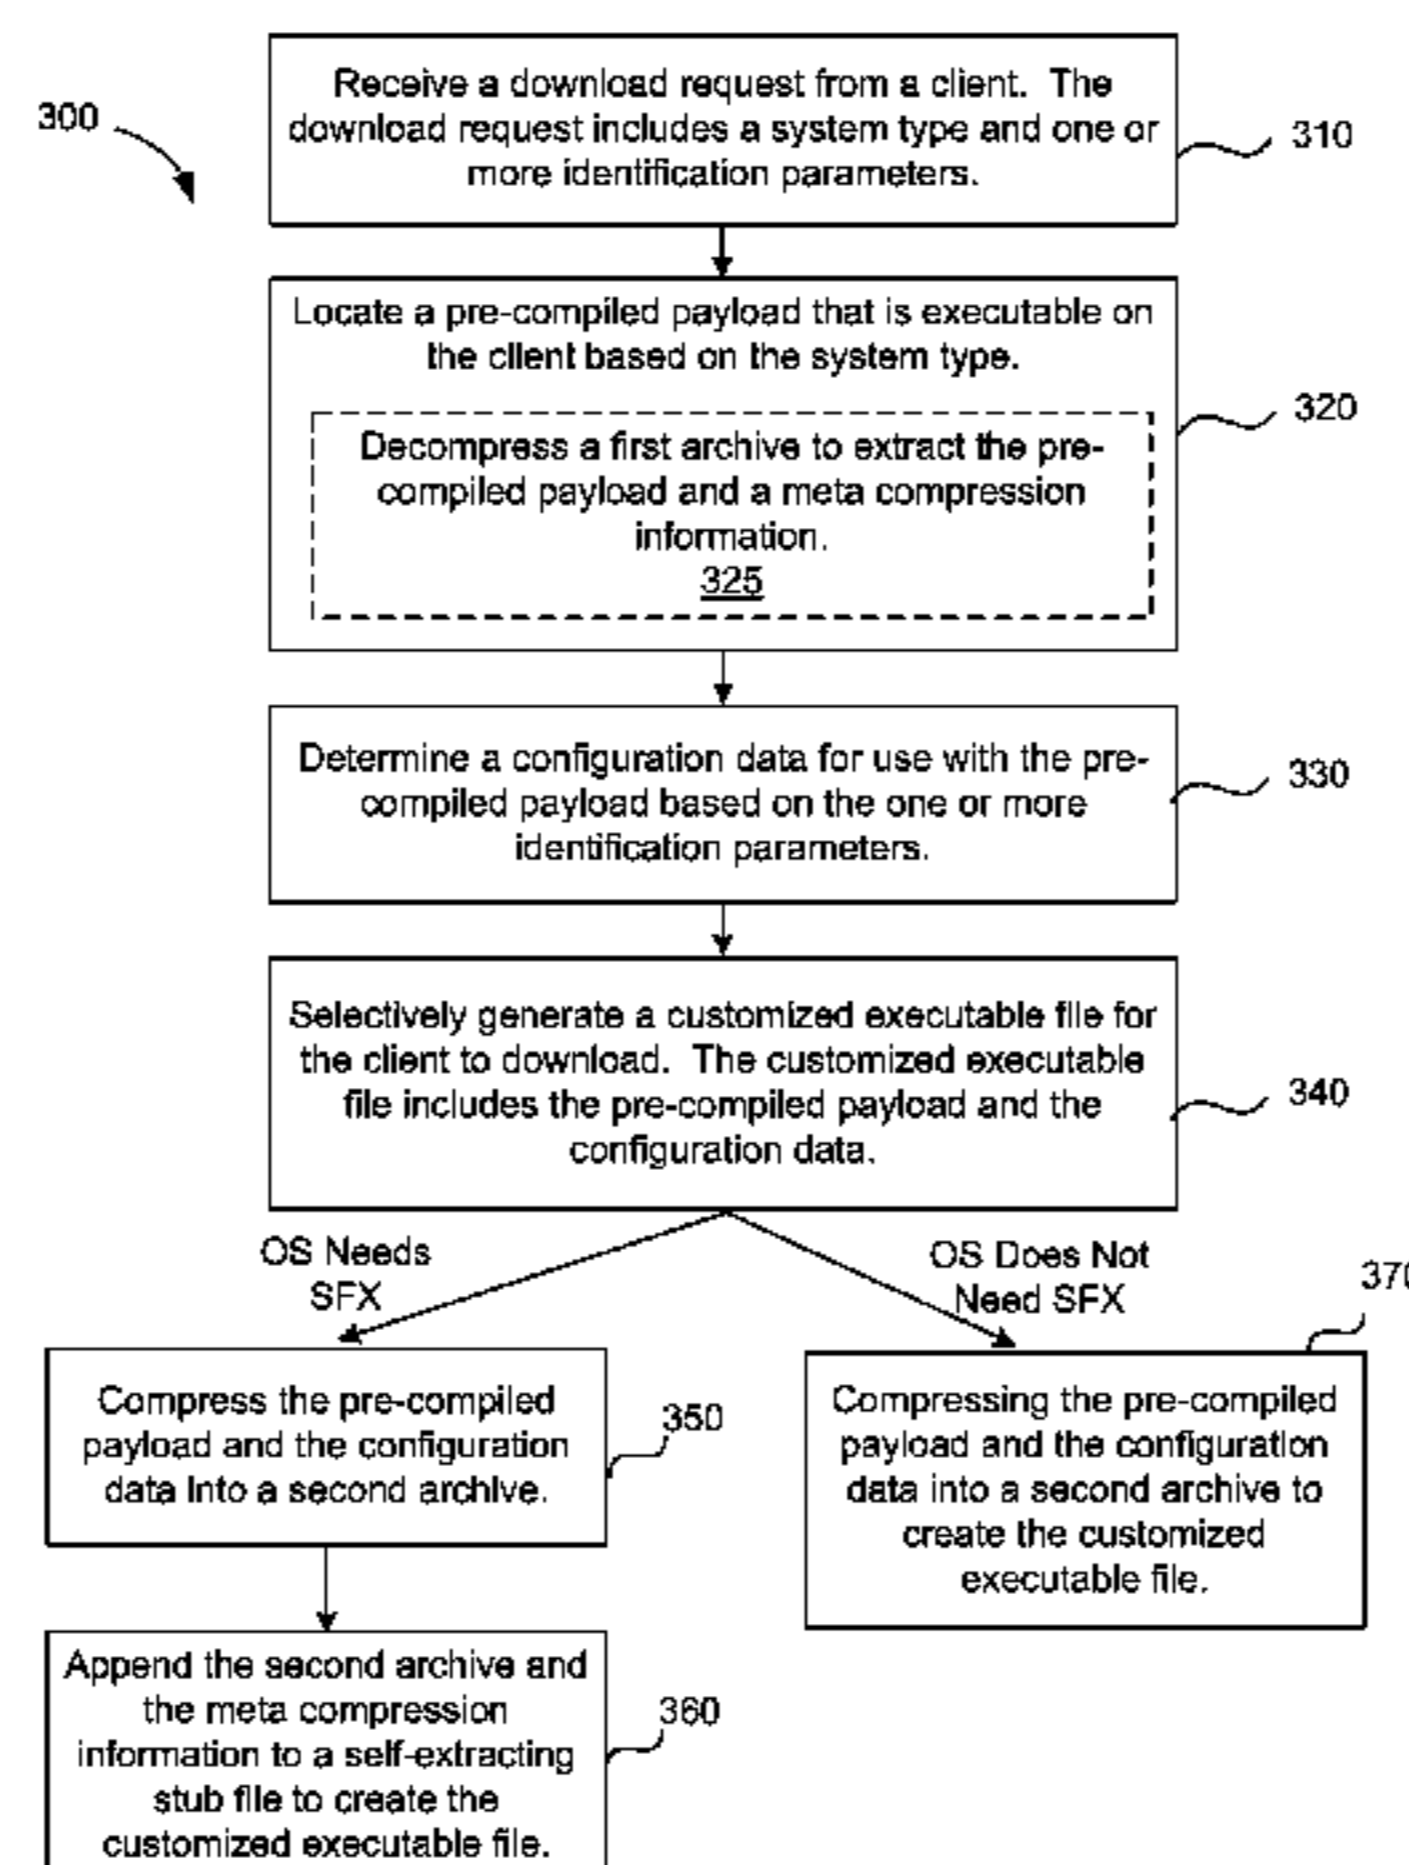 300
Receive a download request from a client. The
download request includes a system type and one or
more identification parameters.
310
Locate a pre-compiled payload that is executable on
the client based on the system type.
320
Decompress a first archive to extract the pre-
compiled payload and a meta compression
information.
325
Determine a configuration data for use with the pre-
compiled payload based on the one or more
identification parameters.
330
Selectively generate a customized executable file for
the client to download. The customized executable
file includes the pre-compiled payload and the
configuration data.
340
OS Needs
SFX
OS Does Not
Need SFX
370
Compress the pre-compiled
payload and the configuration
data into a second archive.
350
Compressing the pre-compiled
payload and the configuration
data into a second archive to
create the customized
executable file.
Append the second archive and
the meta compression
information to a self-extracting
stub file to create the
customized executable file.
360